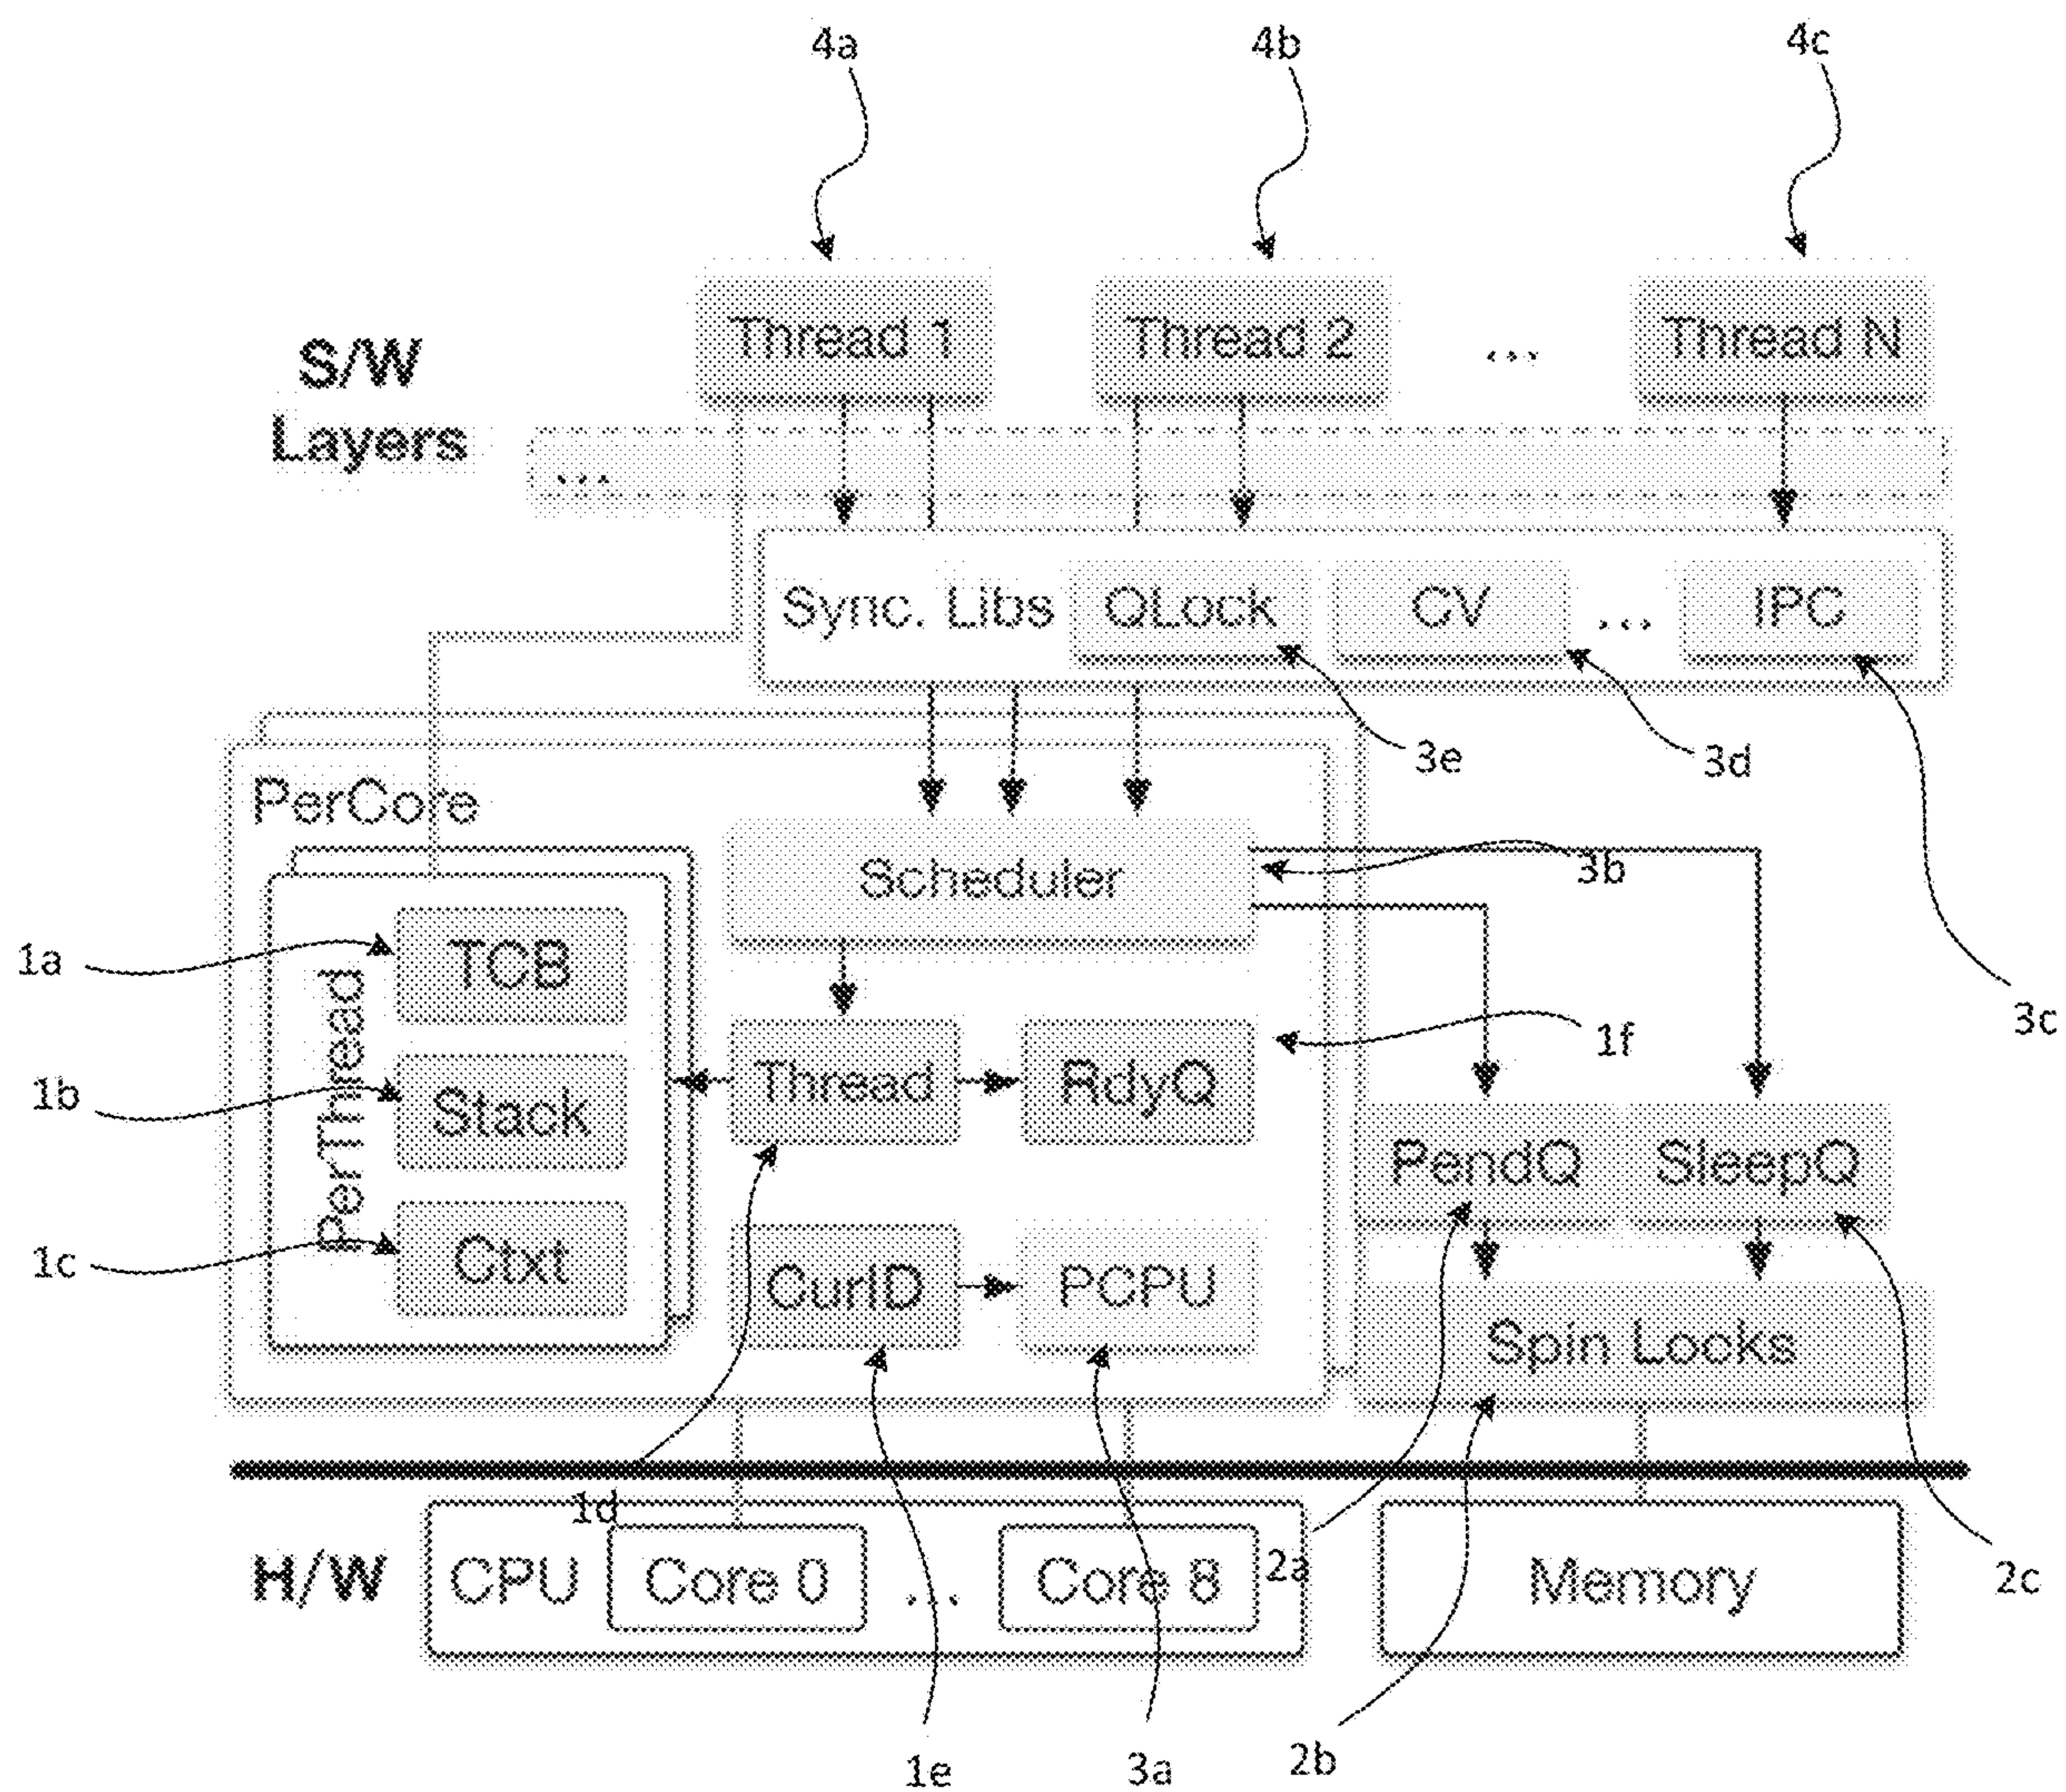 4a 4b 4c
Thread 1 Thread 2 ... Thread N
S/W
Layers
...
Sync. Libs QLock CV ... IPC
3e 3d
PerCore
Scheduler 3b
1a TCB
3c
1f
1b Stack Thread RdyQ
PerThread
PendQ SleepQ
1c Ctxt CurID PCPU
Spin Locks
1d
H/W CPU Core 0 ... Core 8 2a Memory 2c
1e 3a 2b